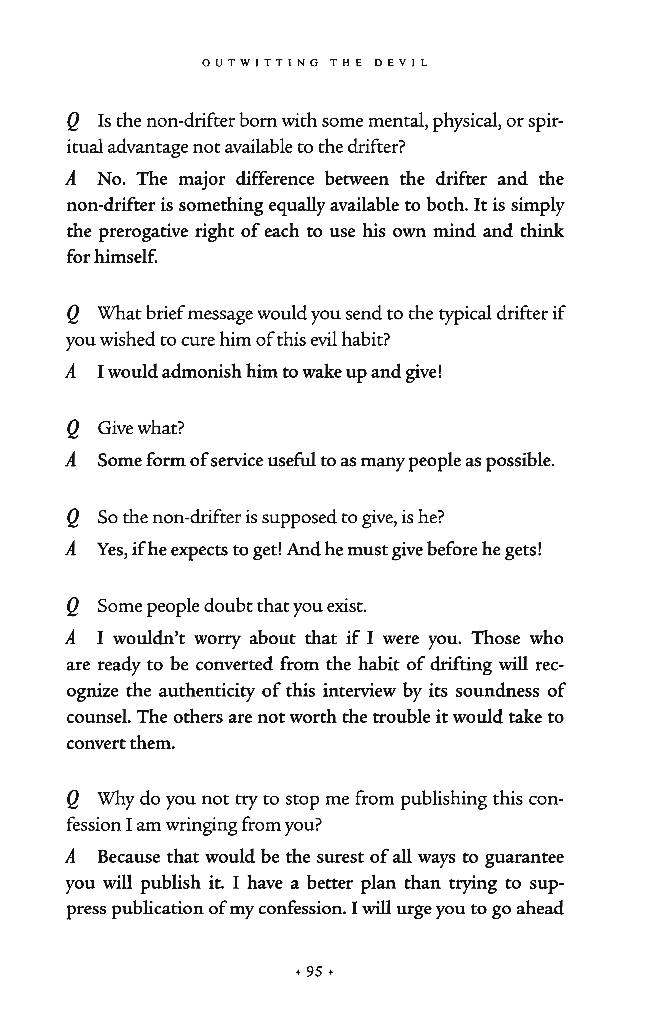 OUTWITTING THE DEVIL
Q Is the non-drifter born with some mental, physical, or spir-
itual advantage not available to the drifter?
A No. The major difference between the drifter and the
non-drifter is something equally available to both. It is simply
the prerogative right of each to use his own mind and think
for himself.
Q What brief message would you send to the typical drifter if
you wished to cure him of this evil habit?
A I would admonish him to wake up and give!
Q Give what?
A Some form of service useful to as many people as possible.
Q So the non-drifter is supposed to give, is he?
A Yes, if he expects to get! And he must give before he gets!
Q Some people doubt that you exist.
A I wouldn't worry about that if I were you. Those who
are ready to be converted from the habit of drifting will rec-
ognize the authenticity of this interview by its soundness of
counsel. The others are not worth the trouble it would take to
convert them.
Q Why do you not try to stop me from publishing this con-
fession I am wringing from you?
A Because that would be the surest of all ways to guarantee
you will publish it. I have a better plan than trying to sup-
press publication of my confession. I will urge you to go ahead
• 95 •